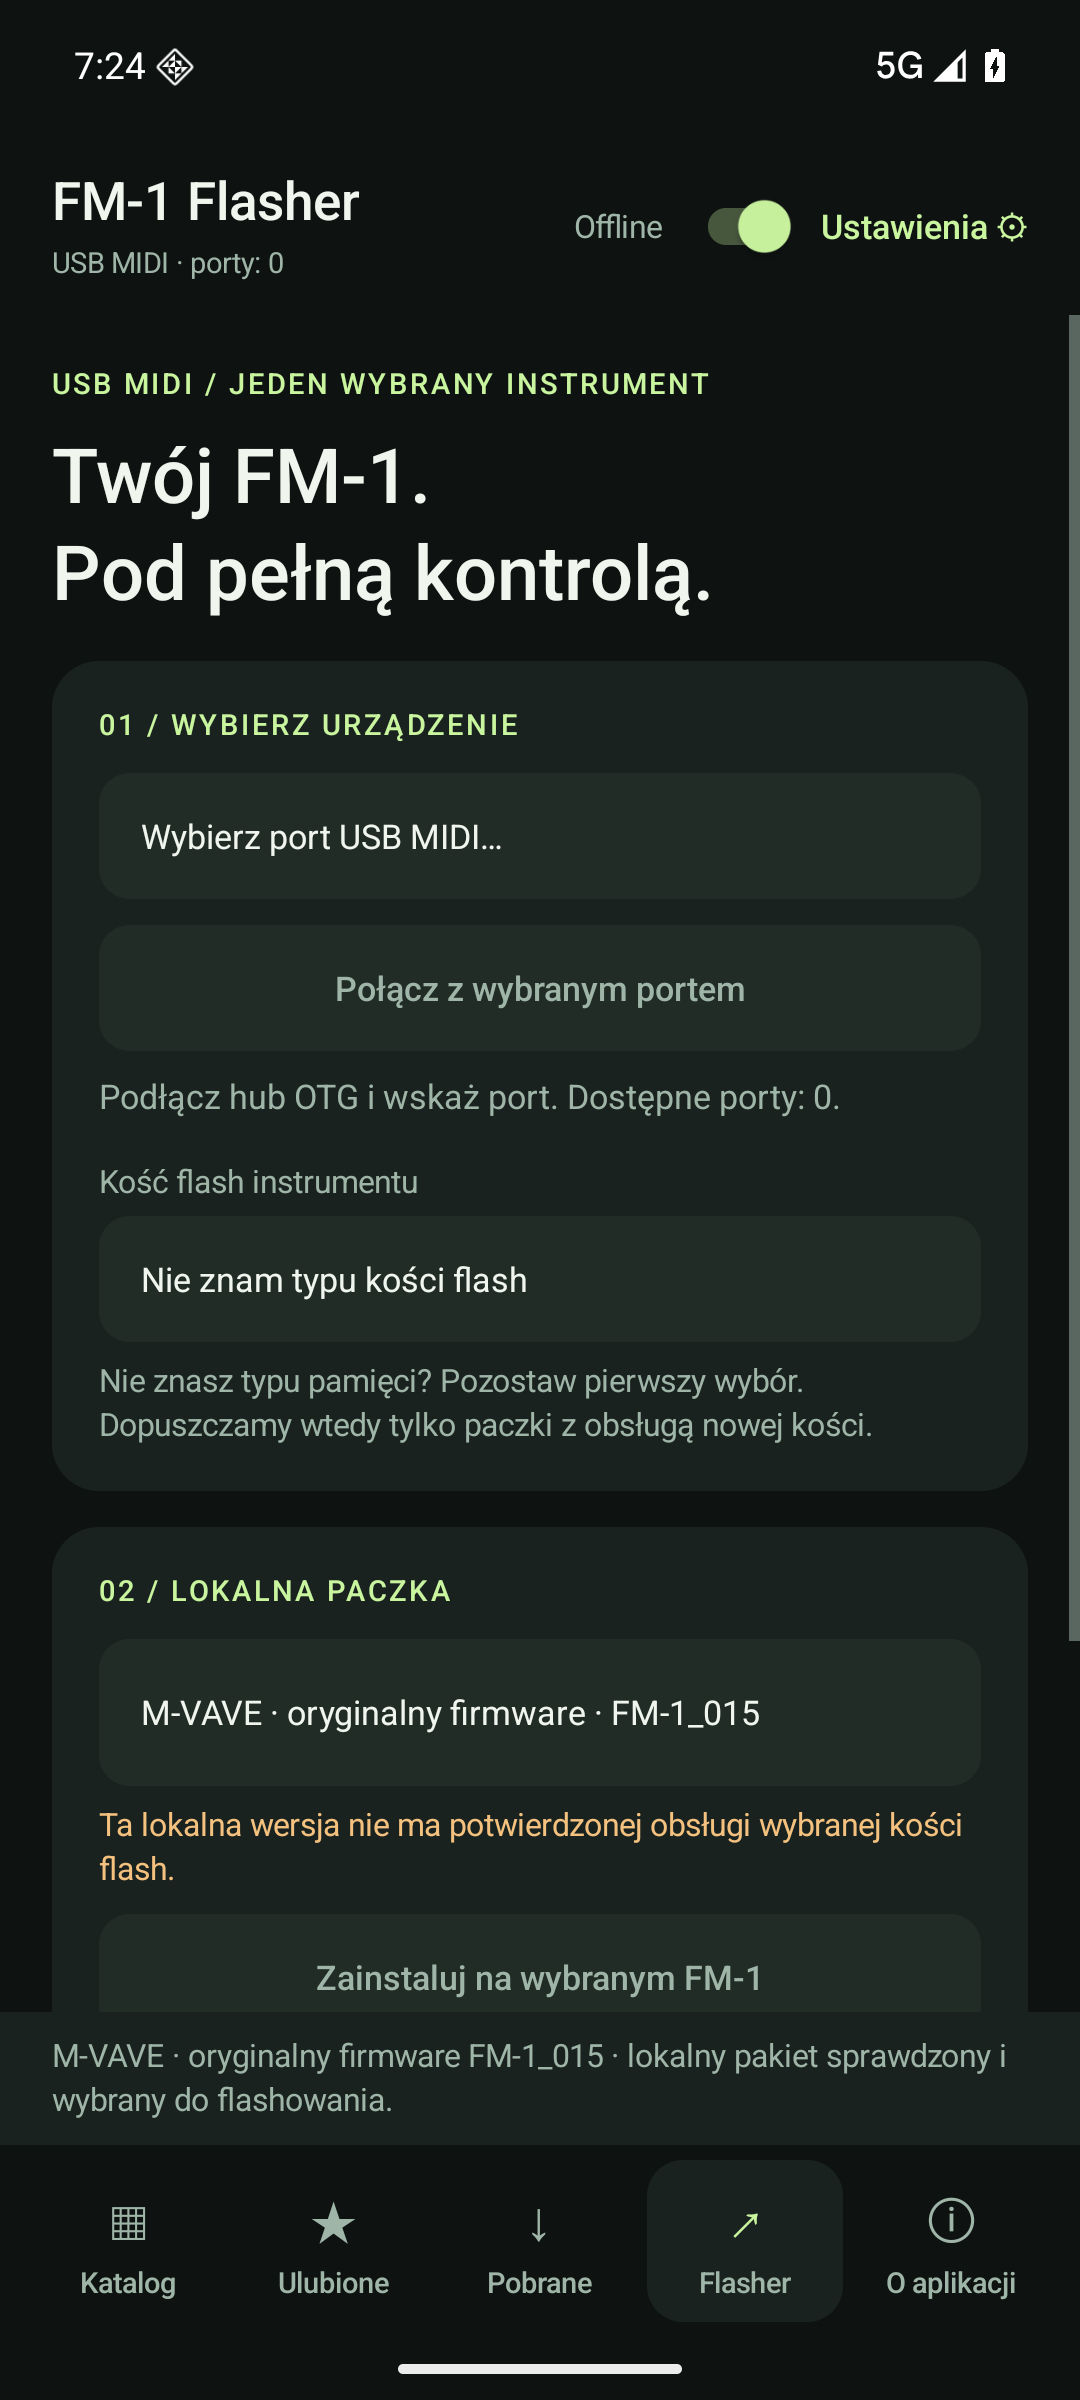 7:24
5G
FM-1 Flasher
USB MIDI · porty: 0
Offline
Ustawienia
USB MIDI / JEDEN WYBRANY INSTRUMENT
Twój FM-1.
Pod pełną kontrolą.
01 / WYBIERZ URZĄDZENIE
Wybierz port USB MIDI…
Połącz z wybranym portem
Podłącz hub OTG i wskaż port. Dostępne porty: 0.
Kość flash instrumentu
Nie znam typu kości flash
Nie znasz typu pamięci? Pozostaw pierwszy wybór.
Dopuszczamy wtedy tylko paczki z obsługą nowej kości.
02 / LOKALNA PACZKA
M-VAVE · oryginalny firmware · FM-1_015
Ta lokalna wersja nie ma potwierdzonej obsługi wybranej kości
flash.
Zainstaluj na wybranym FM-1
M-VAVE · oryginalny firmware FM-1_015 · lokalny pakiet sprawdzony i
wybrany do flashowania.
Katalog
Ulubione
Pobrane
Flasher
O aplikacji